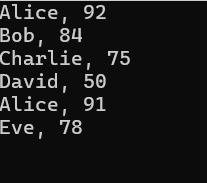 Alice, 92
Bob, 84
Charlie, 75
David, 50
Alice, 91
Eve, 78